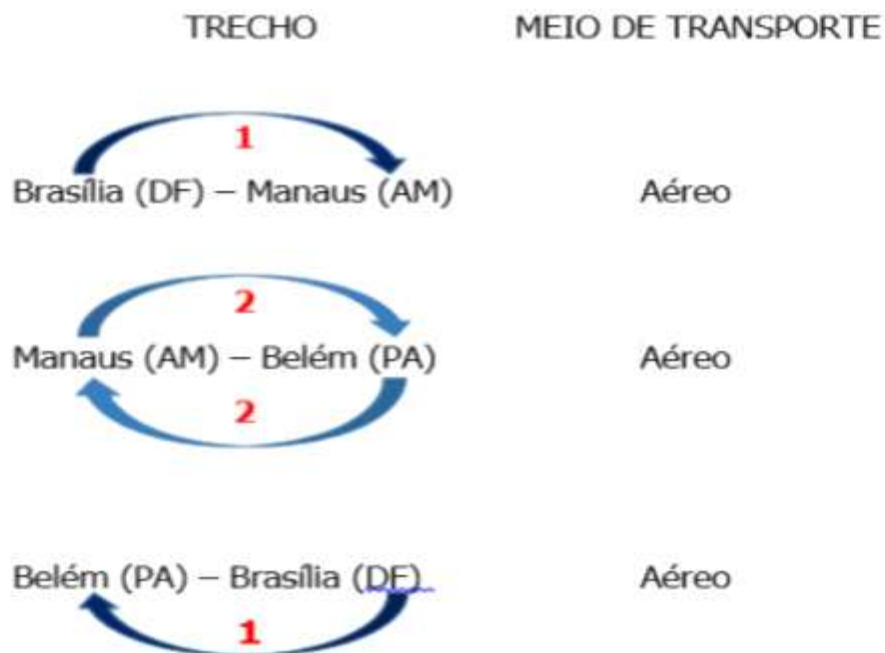 TRECHO MEIO DE TRANSPORTE
1
Brasília (DF) – Manaus (AM) Aéreo
2
Manaus (AM) – Belém (PA) Aéreo
2
Belém (PA) – Brasília (DF) Aéreo
1